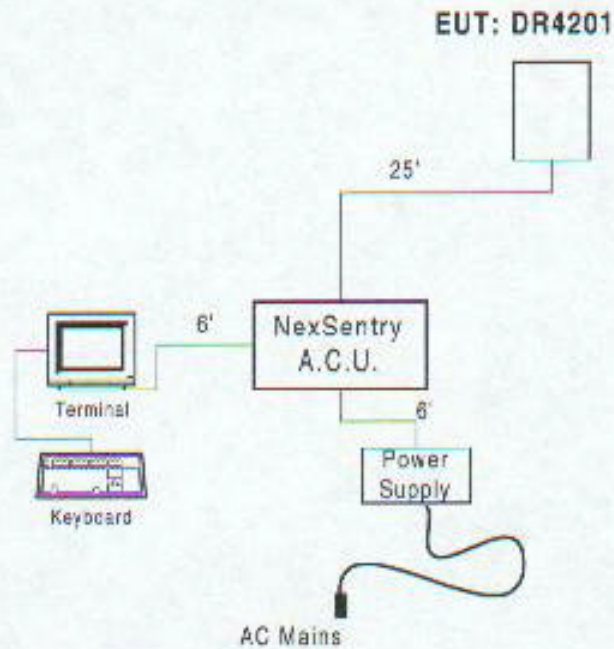 EUT: DR4201
25'
6'
NexSentry
A.C.U.
Terminal
6'
Power
Supply
Keyboard
AC Mains